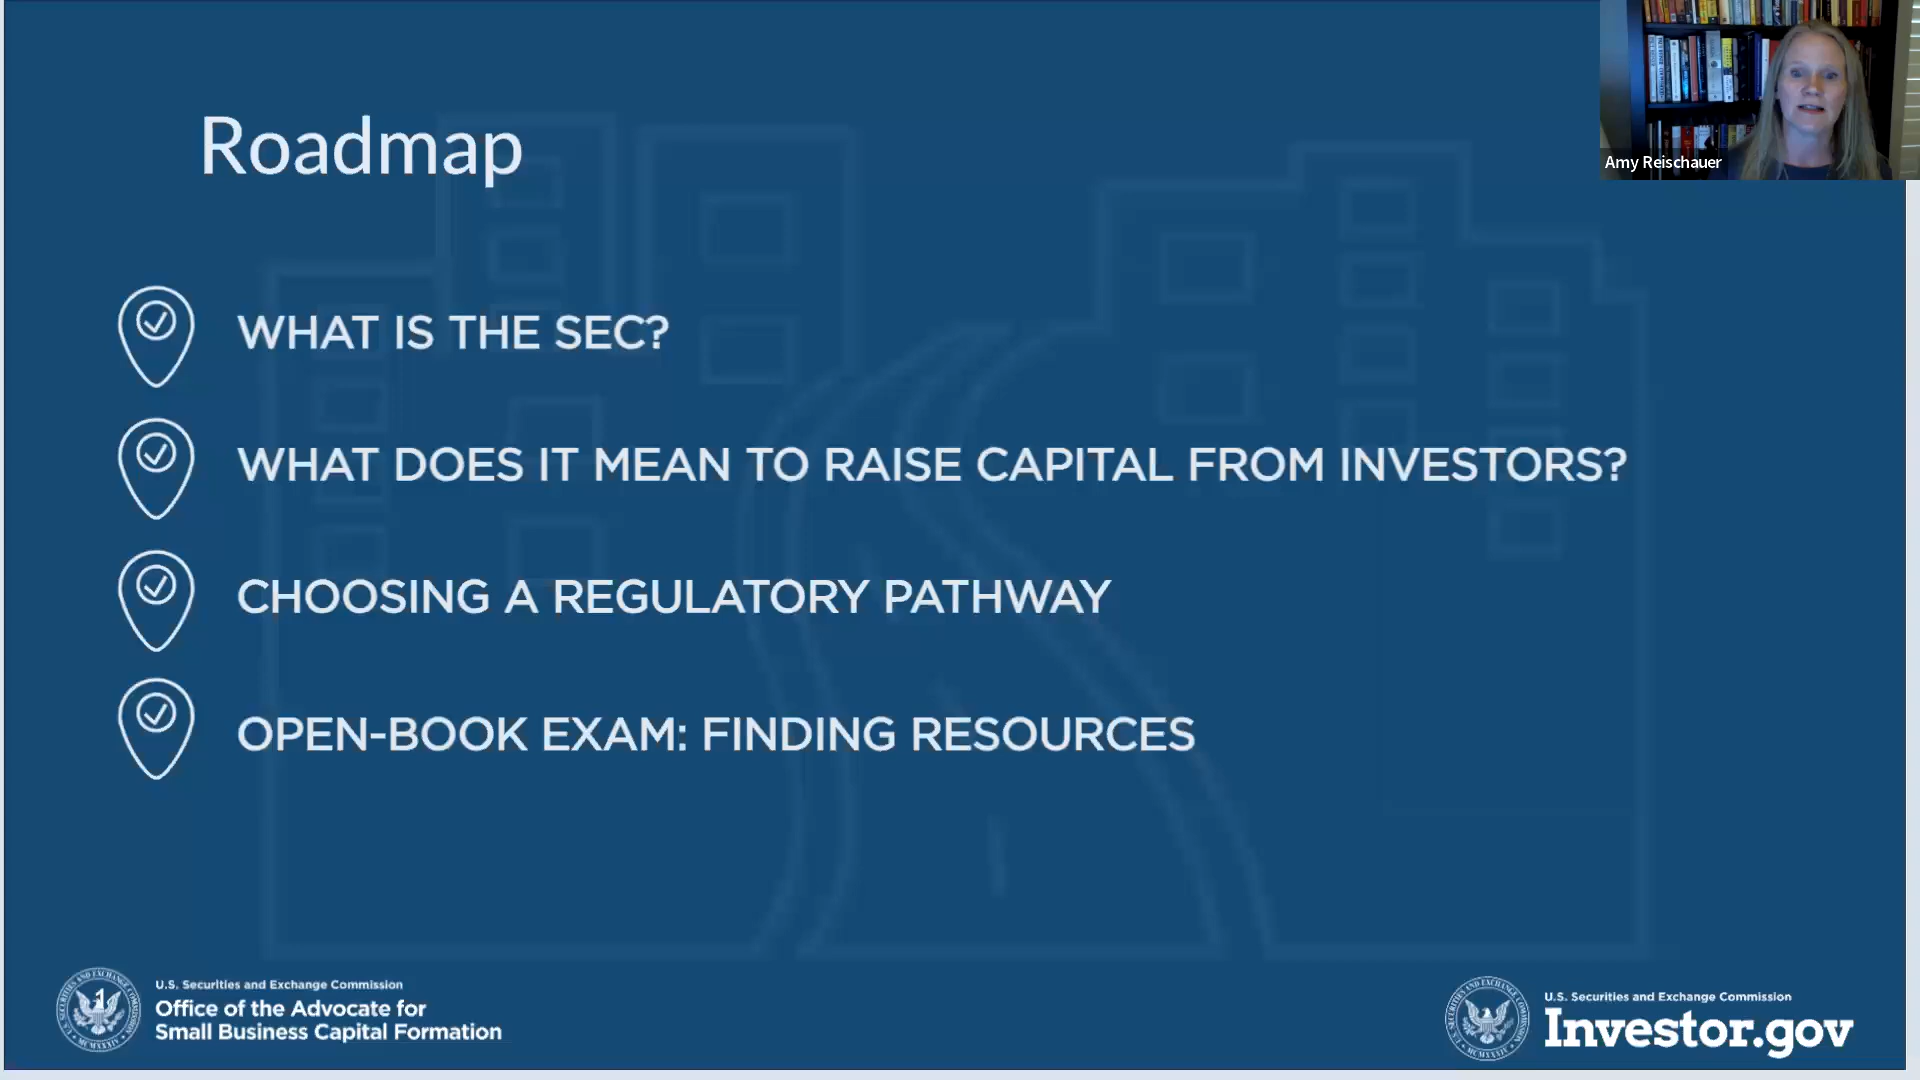 Roadmap
Amy Reischauer
WHAT IS THE SEC?
WHAT DOES IT MEAN TO RAISE CAPITAL FROM INVESTORS?
CHOOSING A REGULATORY PATHWAY
OPEN-BOOK EXAM: FINDING RESOURCES
U.S. Securities and Exchange Commission
Office of the Advocate for
Small Business Capital Formation
U.S. Securities and Exchange Commission
Investor.gov